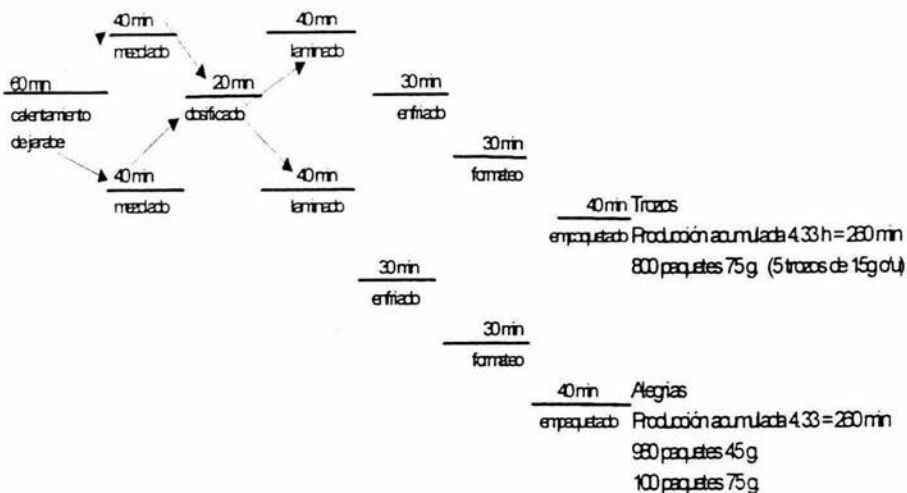 40 min
mezclado
40 min
laminado
60 min
calentamiento
de jarabe
20 min
dosificado
30 min
enfriado
30 min
formateo
40 min
mezclado
40 min
laminado
40 min Trozos
empaquetado Producción acumulada 4.33 h = 260 min
800 paquetes 75 g. (5 trozos de 15g c/u)
30 min
enfriado
30 min
formateo
40 min Alegrias
empaquetado Producción acumulada 4.33 = 260 min
980 paquetes 45 g.
100 paquetes 75 g.